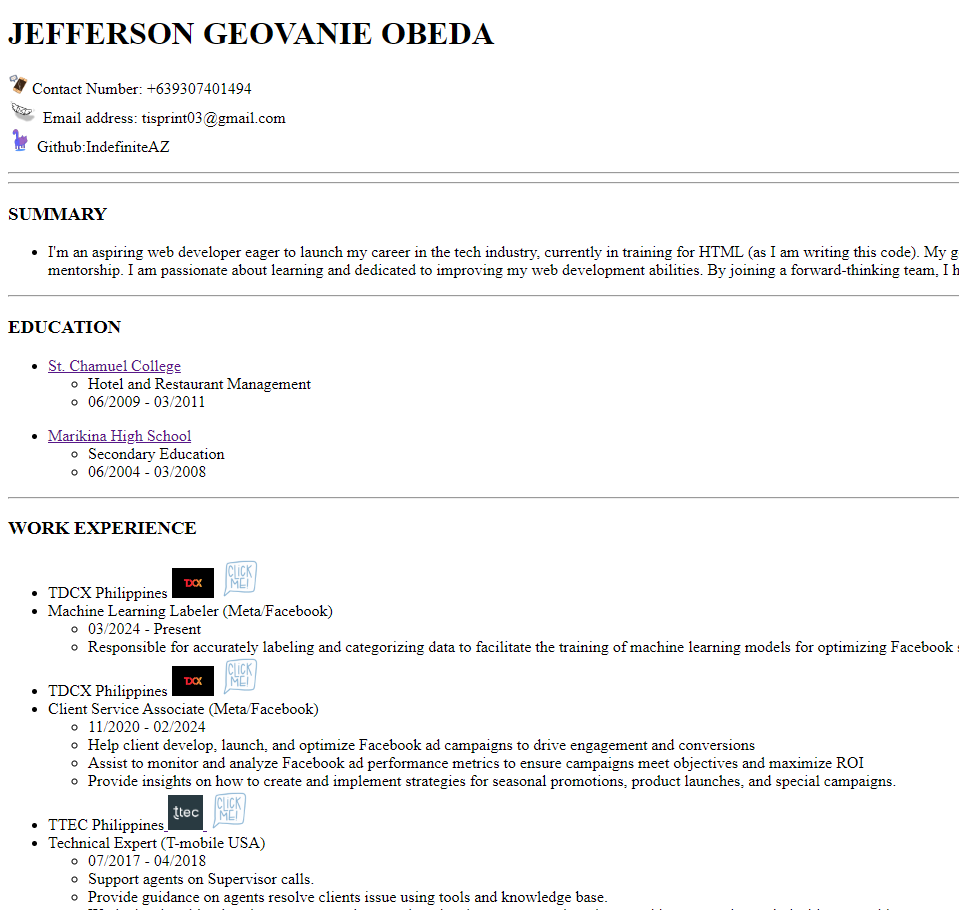 JEFFERSON GEOVANIE OBEDA
Contact Number: +639307401494
Email address: tisprint03@gmail.com
Github:IndefiniteAZ
SUMMARY
I'm an aspiring web developer eager to launch my career in the tech industry, currently in training for HTML (as I am writing this code). My g
mentorship. I am passionate about learning and dedicated to improving my web development abilities. By joining a forward-thinking team, I h
EDUCATION
St. Chamuel College
Hotel and Restaurant Management
06/2009 - 03/2011
Marikina High School
Secondary Education
06/2004 - 03/2008
WORK EXPERIENCE
TDCX Philippines TDCX CLICK ME!
Machine Learning Labeler (Meta/Facebook)
03/2024 - Present
Responsible for accurately labeling and categorizing data to facilitate the training of machine learning models for optimizing Facebook s
TDCX Philippines TDCX CLICK ME!
Client Service Associate (Meta/Facebook)
11/2020 - 02/2024
Help client develop, launch, and optimize Facebook ad campaigns to drive engagement and conversions
Assist to monitor and analyze Facebook ad performance metrics to ensure campaigns meet objectives and maximize ROI
Provide insights on how to create and implement strategies for seasonal promotions, product launches, and special campaigns.
TTEC Philippines ttec CLICK ME!
Technical Expert (T-mobile USA)
07/2017 - 04/2018
Support agents on Supervisor calls.
Provide guidance on agents resolve clients issue using tools and knowledge base.